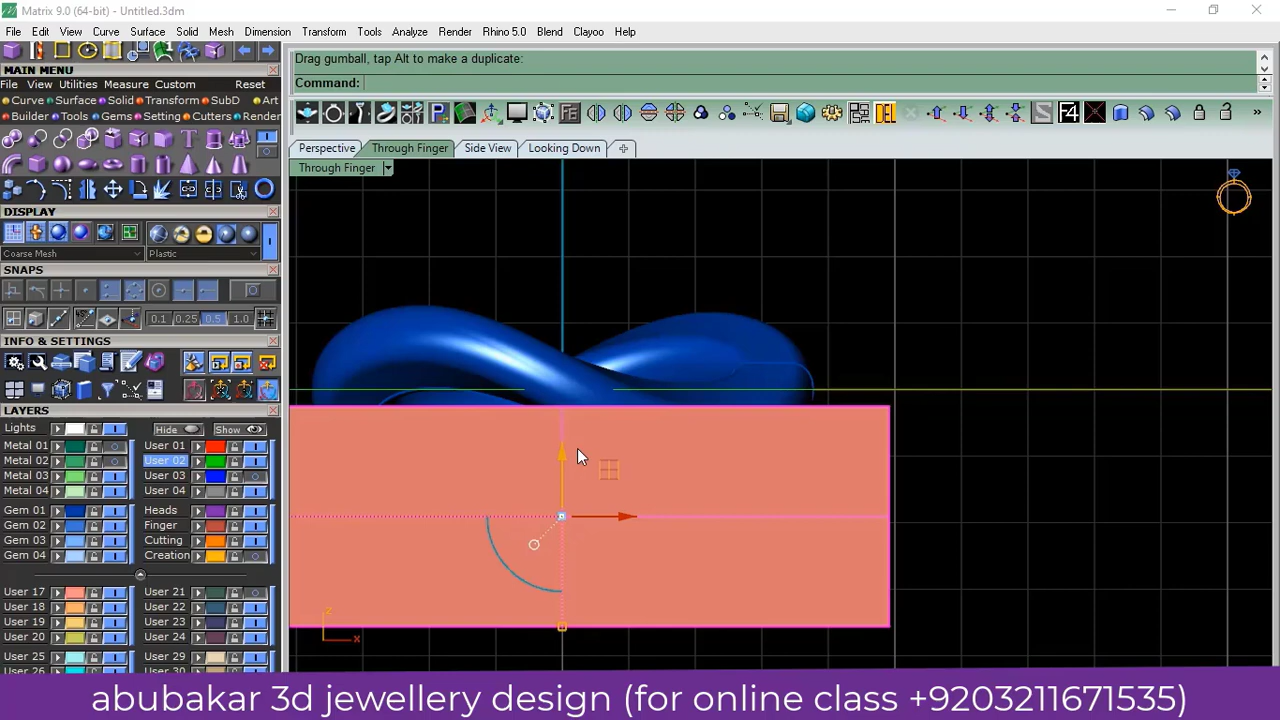 Matrix 9.0 (64-bit) - Untitled.3dm
File Edit View Curve Surface Solid Mesh Dimension Transform Tools Analyze Render Rhino 5.0 Blend Clayoo Help
Drag gumball, tap Alt to make a duplicate:
Command:
MAIN MENU
File View Utilities Measure Custom Reset
Curve Surface Solid Transform SubD Art
Builder Tools Gems Setting Cutters Render
Perspective Through Finger Side View Looking Down
Through Finger
DISPLAY
Coarse Mesh Plastic
SNAPS
0.1 0.25 0.5 1.0
INFO & SETTINGS
LAYERS
Lights Hide Show
Metal 01 User 01
Metal 02 User 02
Metal 03 User 03
Metal 04 User 04
Gem 01 Heads
Gem 02 Finger
Gem 03 Cutting
Gem 04 Creation
User 17 User 21
User 18 User 22
User 19 User 23
User 20 User 24
User 25 User 29
User 26 User 30
z
x
F4
abubakar 3d jewellery design (for online class +9203211671535)